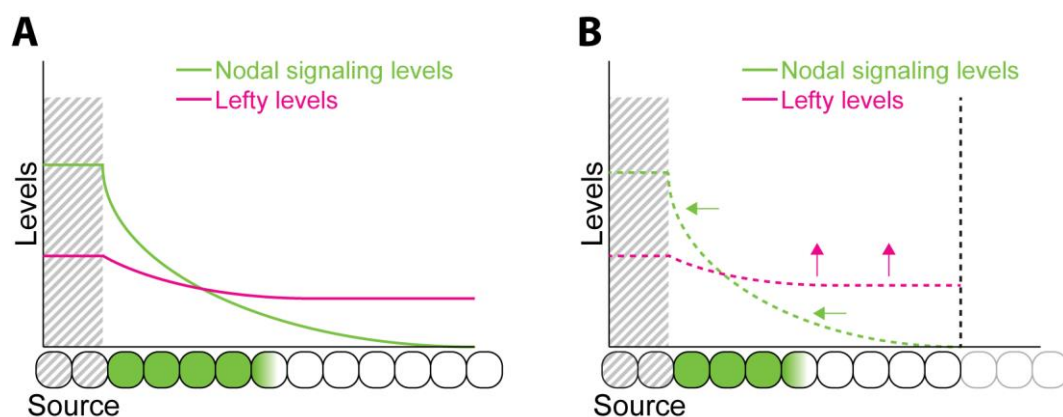 A
Nodal signaling levels
Lefty levels
Levels
Source
B
Nodal signaling levels
Lefty levels
Levels
Source